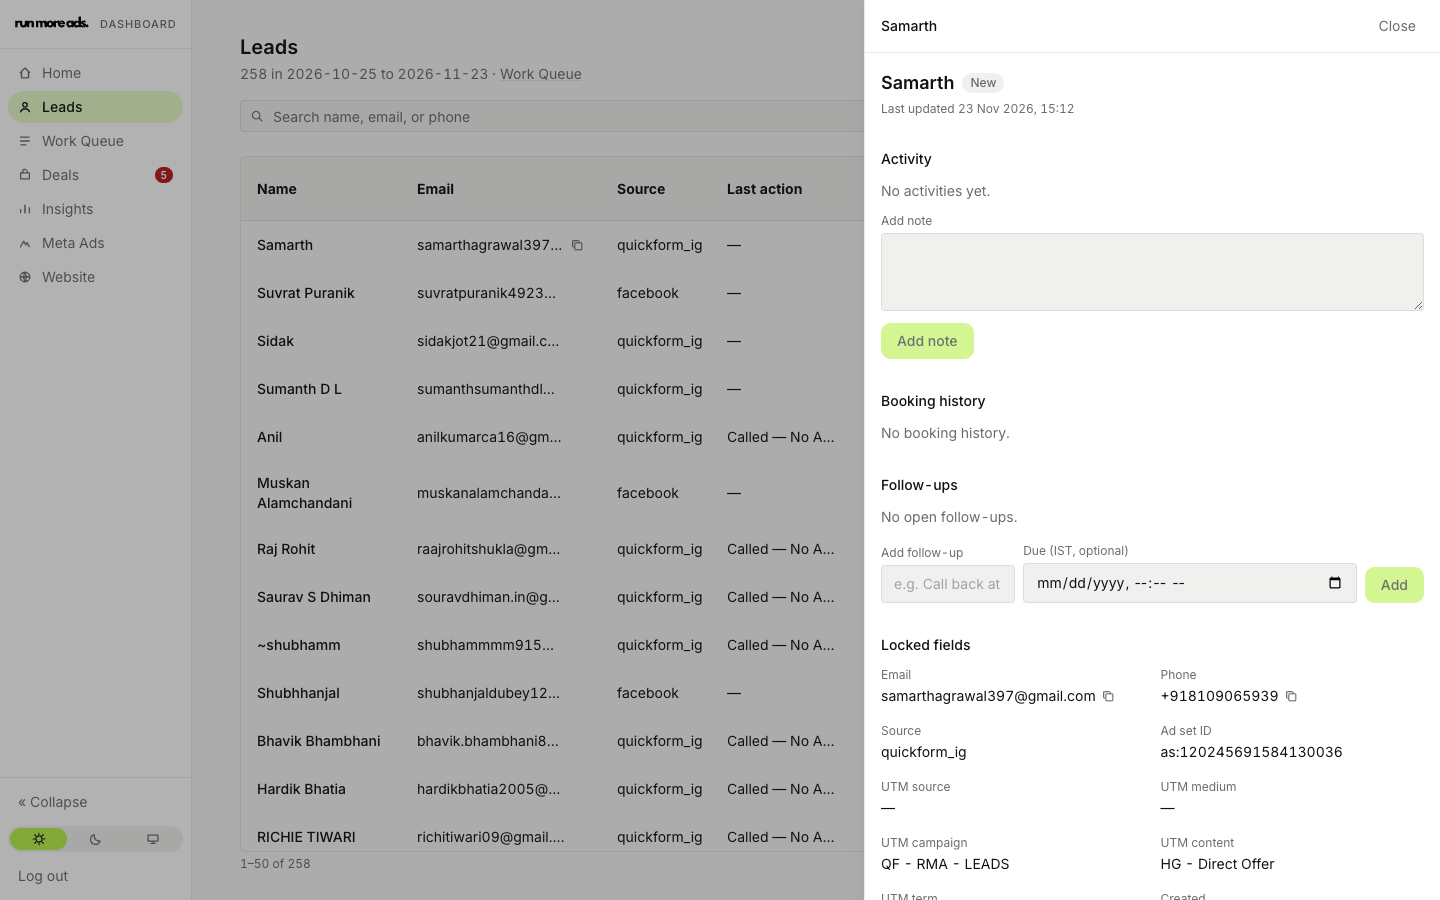 run more ads. DASHBOARD
Home
Leads
Work Queue
Deals 5
Insights
Meta Ads
Website
« Collapse
Log out
Leads
258 in 2026-10-25 to 2026-11-23 · Work Queue
Search name, email, or phone
Name Email Source Last action
Samarth samarthagrawal397... quickform_ig —
Suvrat Puranik suvratpuranik4923... facebook —
Sidak sidakjot21@gmail.c... quickform_ig —
Sumanth D L sumanthsumanthdl... quickform_ig —
Anil anilkumarca16@gm... quickform_ig Called — No A...
Muskan
Alamchandani muskanalamchanda... facebook —
Raj Rohit raajrohitshukla@gm... quickform_ig Called — No A...
Saurav S Dhiman souravdhiman.in@g... quickform_ig Called — No A...
~shubhamm shubhammmm915... quickform_ig Called — No A...
Shubhhanjal shubhanjaldubey12... facebook —
Bhavik Bhambhani bhavik.bhambhani8... quickform_ig Called — No A...
Hardik Bhatia hardikbhatia2005@... quickform_ig Called — No A...
RICHIE TIWARI richitiwari09@gmail.... quickform_ig Called — No A...
1–50 of 258
Samarth Close
Samarth New
Last updated 23 Nov 2026, 15:12
Activity
No activities yet.
Add note
Add note
Booking history
No booking history.
Follow-ups
No open follow-ups.
Add follow-up Due (IST, optional)
e.g. Call back at mm/dd/yyyy, --:-- -- Add
Locked fields
Email Phone
samarthagrawal397@gmail.com +918109065939
Source Ad set ID
quickform_ig as:120245691584130036
UTM source UTM medium
— —
UTM campaign UTM content
QF - RMA - LEADS HG - Direct Offer
UTM term Created